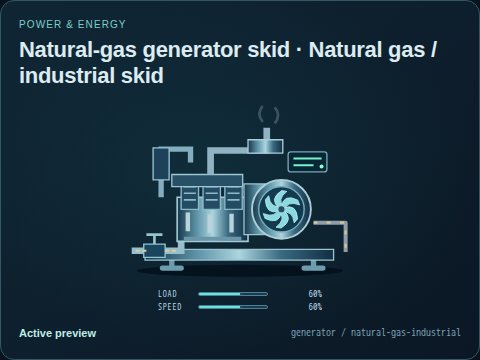 POWER & ENERGY
Natural-gas generator skid · Natural gas /
industrial skid
LOAD 60%
SPEED 60%
Active preview generator / natural-gas-industrial